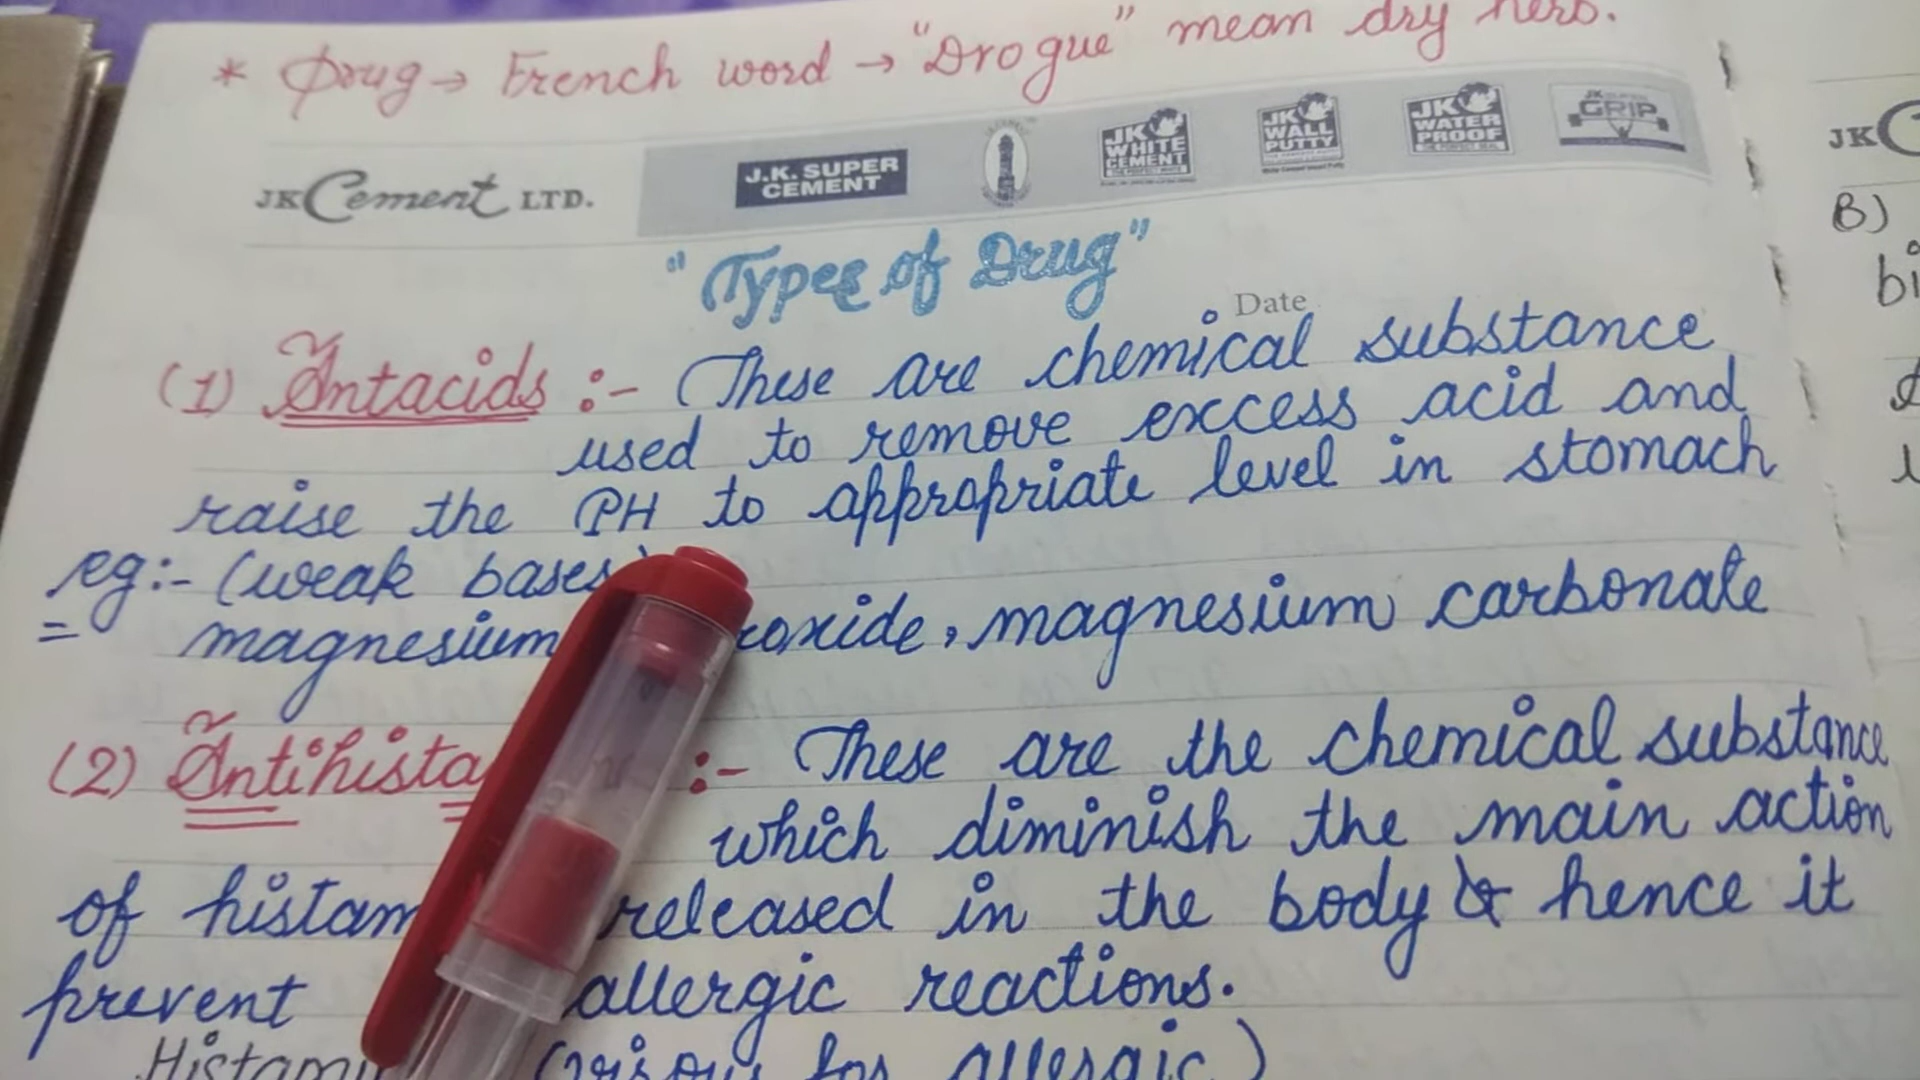 * Drug → French word → "Drogue" mean dry herb.
JK Cement LTD.
J.K. SUPER CEMENT
JK WHITE CEMENT
JK WALL PUTTY
JK WATER PROOF
GRIP
JK
"Types of Drug"
Date
B)
(1) Antacids :- These are chemical substance
used to remove excess acid and
raise the PH to appropriate level in stomach
eg:- (weak bases)
magnesium oxide, magnesium carbonate
(2) Antihista :- These are the chemical substance
which diminish the main action
of histam released in the body & hence it
prevent allergic reactions.
Histami for allergic)